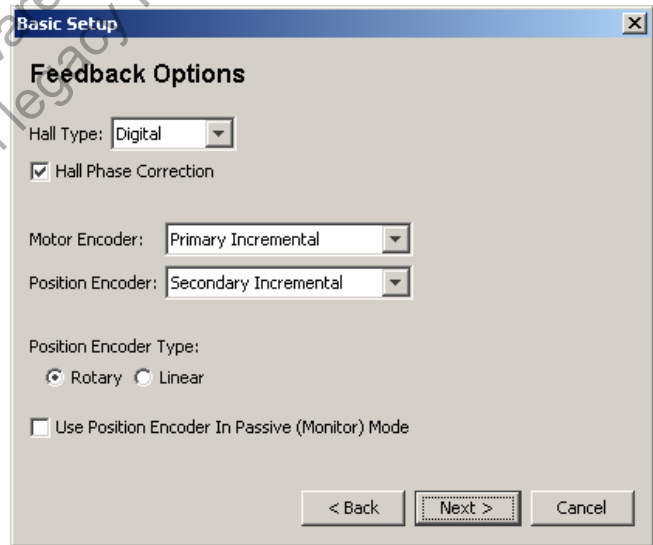 Basic Setup
Feedback Options
Hall Type: Digital
Hall Phase Correction
Motor Encoder: Primary Incremental
Position Encoder: Secondary Incremental
Position Encoder Type:
Rotary Linear
Use Position Encoder In Passive (Monitor) Mode
< Back Next > Cancel
legacy